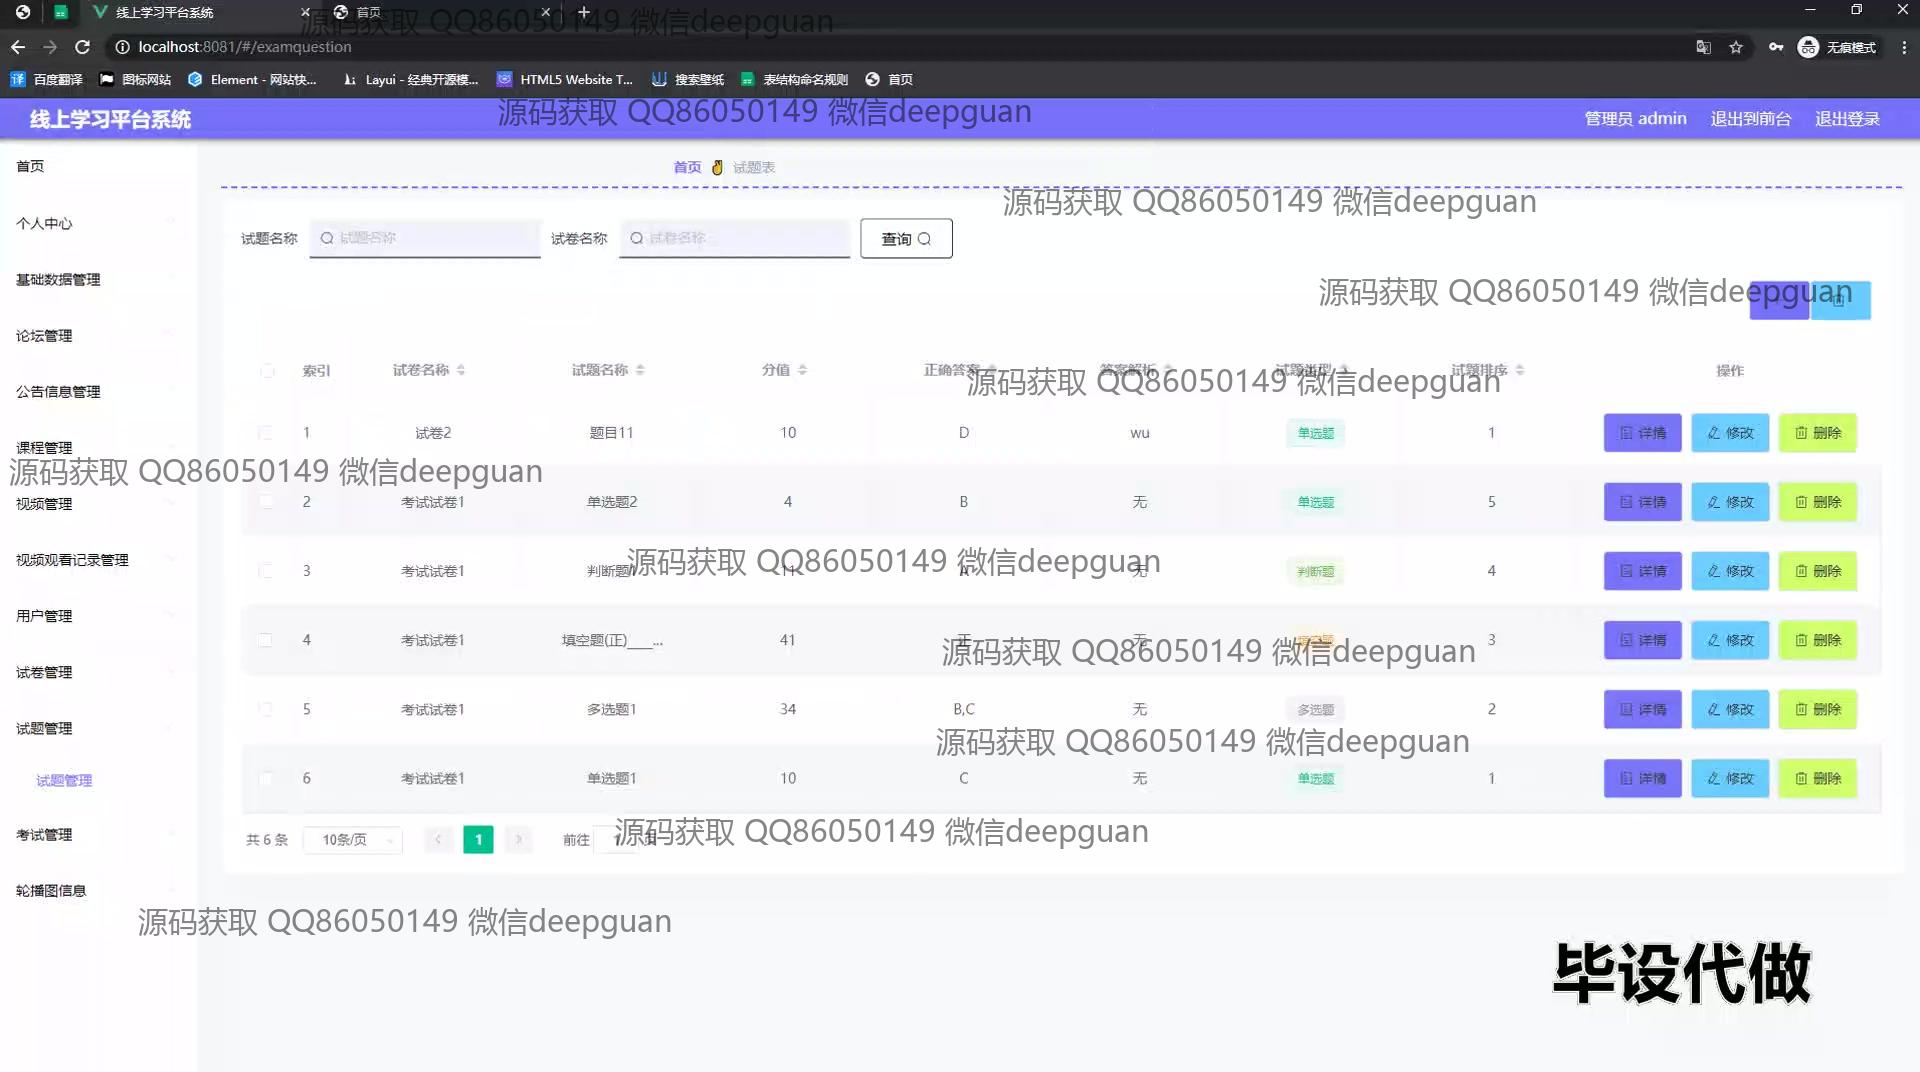 线上学习平台系统
首页
源码获取 QQ86050149 微信deepguan
localhost:8081/#/examquestion
无痕模式
百度翻译
图标网站
Element - 网站快...
Layui - 经典开源模...
HTML5 Website T...
搜索壁纸
表结构命名规则
首页
线上学习平台系统
源码获取 QQ86050149 微信deepguan
管理员 admin
退出到前台
退出登录
首页
个人中心
基础数据管理
论坛管理
公告信息管理
课程管理
源码获取 QQ86050149 微信deepguan
视频管理
视频观看记录管理
用户管理
试卷管理
试题管理
试题管理
考试管理
轮播图信息
首页 试题表
源码获取 QQ86050149 微信deepguan
试题名称 试题名称 试卷名称 试卷名称 查询
源码获取 QQ86050149 微信deepguan
索引 试卷名称 试题名称 分值 正确答案 答案解析 试题类型 试题排序 操作
源码获取 QQ86050149 微信deepguan
1 试卷2 题目11 10 D wu 单选题 1 详情 修改 删除
2 考试试卷1 单选题2 4 B 无 单选题 5 详情 修改 删除
3 考试试卷1 判断题1 11 A 无 判断题 4 详情 修改 删除
源码获取 QQ86050149 微信deepguan
4 考试试卷1 填空题(正)___... 41 正 无 填空题 3 详情 修改 删除
源码获取 QQ86050149 微信deepguan
5 考试试卷1 多选题1 34 B,C 无 多选题 2 详情 修改 删除
源码获取 QQ86050149 微信deepguan
6 考试试卷1 单选题1 10 C 无 单选题 1 详情 修改 删除
共 6 条 10条/页 1 前往 1 页
源码获取 QQ86050149 微信deepguan
源码获取 QQ86050149 微信deepguan
毕设代做